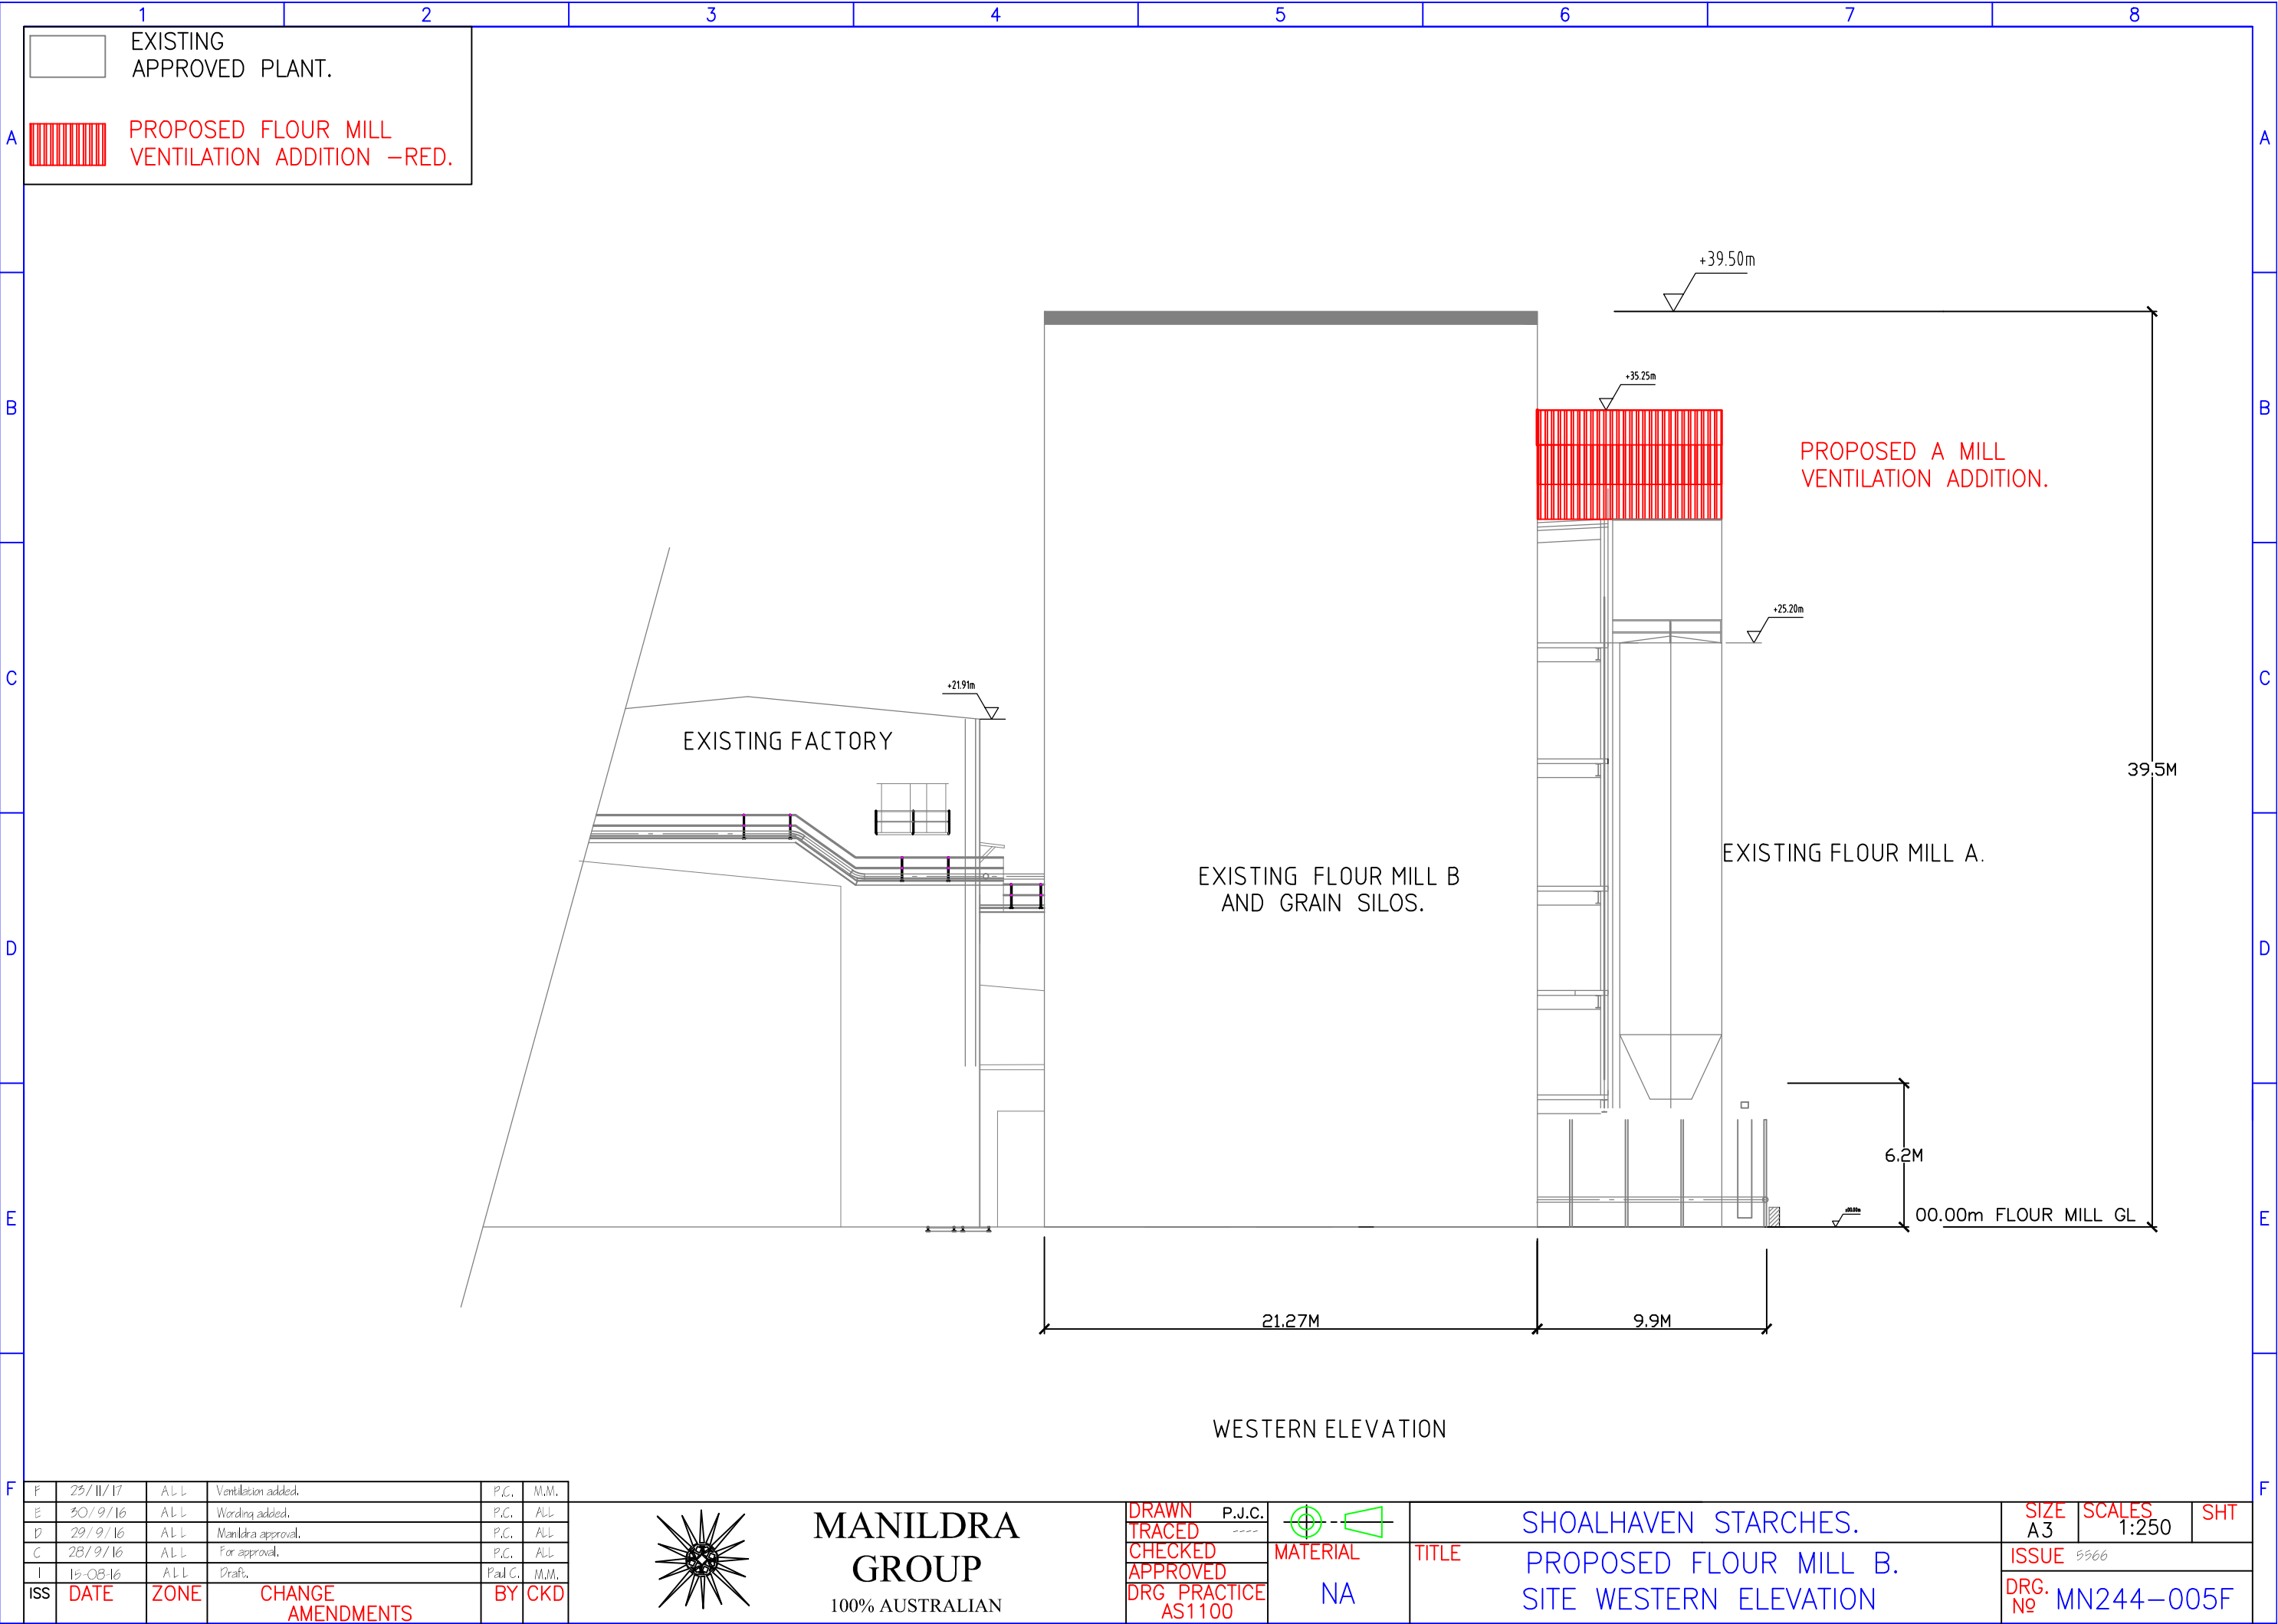 1 2 3 4 5 6 7 8
EXISTING
APPROVED PLANT.
PROPOSED FLOUR MILL
VENTILATION ADDITION -RED.
A A
B B
C C
D D
E E
F F
+39.50m
+35.25m
PROPOSED A MILL
VENTILATION ADDITION.
+25.20m
+21.91m
EXISTING FACTORY
39.5M
EXISTING FLOUR MILL A.
EXISTING FLOUR MILL B
AND GRAIN SILOS.
6.2M
00.00m FLOUR MILL GL
21.27M
9.9M
WESTERN ELEVATION
F 23/11/17 ALL Ventilation added. P.C. M.M.
E 30/9/16 ALL Wording added. P.C. ALL
D 29/9/16 ALL Manildra approval. P.C. ALL
C 28/9/16 ALL For approval. P.C. ALL
1 15-08-16 ALL Draft. Paul C. M.M.
ISS DATE ZONE CHANGE BY CKD
AMENDMENTS
MANILDRA
GROUP
100% AUSTRALIAN
DRAWN P.J.C.
TRACED ----
CHECKED
APPROVED
DRG PRACTICE
AS1100
MATERIAL
NA
TITLE
SHOALHAVEN STARCHES.
PROPOSED FLOUR MILL B.
SITE WESTERN ELEVATION
SIZE
A3
SCALES
1:250
SHT
ISSUE 5566
DRG.
Nº MN244-005F